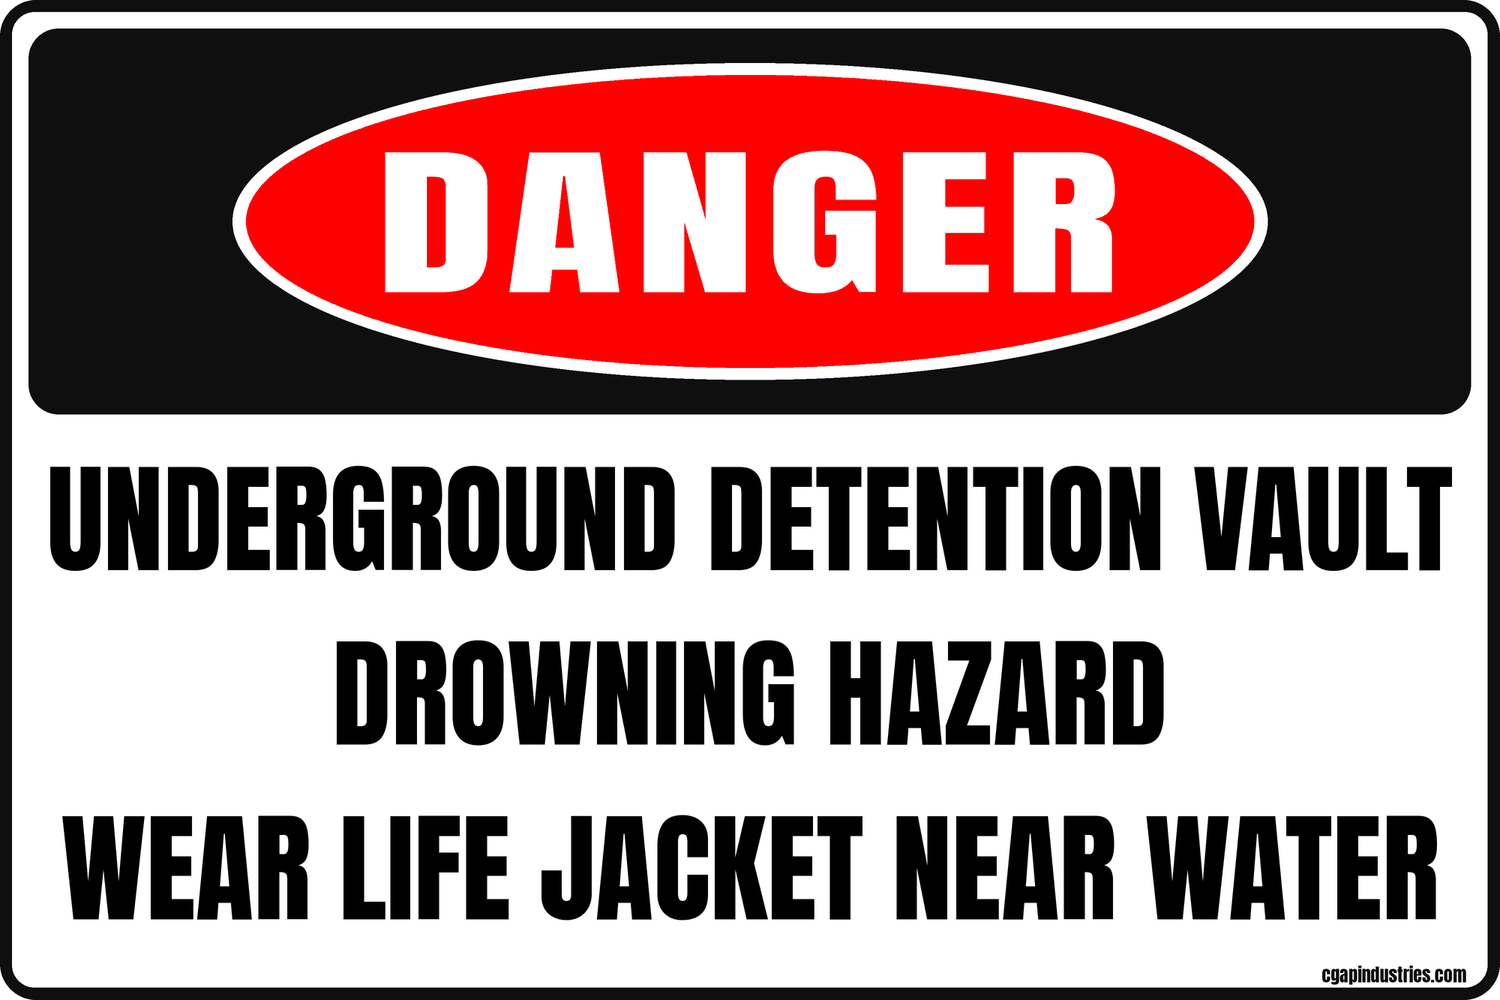 DANGER
UNDERGROUND DETENTION VAULT
DROWNING HAZARD
WEAR LIFE JACKET NEAR WATER
cgapindustries.com